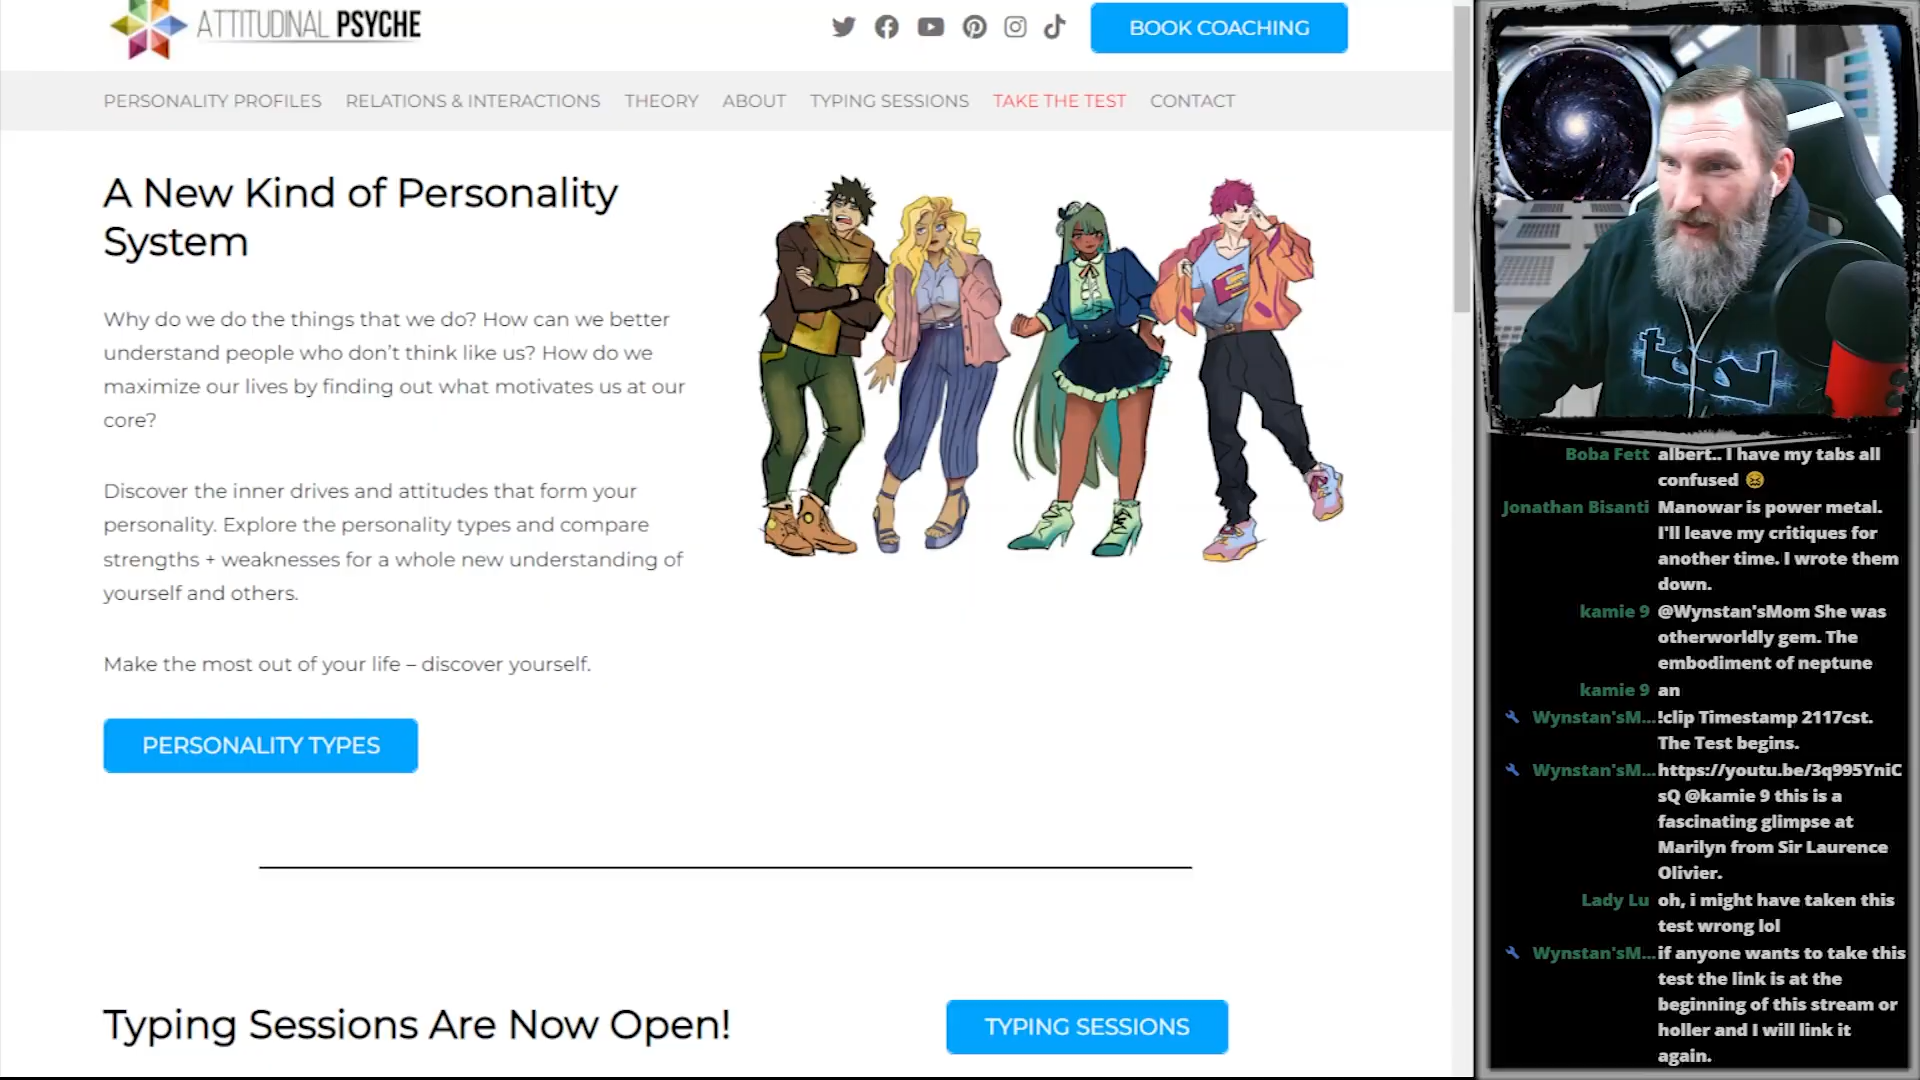 ATTITUDINAL PSYCHE
BOOK COACHING
PERSONALITY PROFILES RELATIONS & INTERACTIONS THEORY ABOUT TYPING SESSIONS TAKE THE TEST CONTACT
A New Kind of Personality
System
Why do we do the things that we do? How can we better
understand people who don't think like us? How do we
maximize our lives by finding out what motivates us at our
core?
Discover the inner drives and attitudes that form your
personality. Explore the personality types and compare
strengths + weaknesses for a whole new understanding of
yourself and others.
Make the most out of your life – discover yourself.
PERSONALITY TYPES
Typing Sessions Are Now Open!
TYPING SESSIONS
tool
Boba Fett albert.. I have my tabs all
confused 😖
Jonathan Bisanti Manowar is power metal.
I'll leave my critiques for
another time. I wrote them
down.
kamie 9 @Wynstan'sMom She was
otherworldly gem. The
embodiment of neptune
kamie 9 an
Wynstan'sM... !clip Timestamp 2117cst.
The Test begins.
Wynstan'sM... https://youtu.be/3q995YniC
sQ @kamie 9 this is a
fascinating glimpse at
Marilyn from Sir Laurence
Olivier.
Lady Lu oh, i might have taken this
test wrong lol
Wynstan'sM... if anyone wants to take this
test the link is at the
beginning of this stream or
holler and I will link it
again.